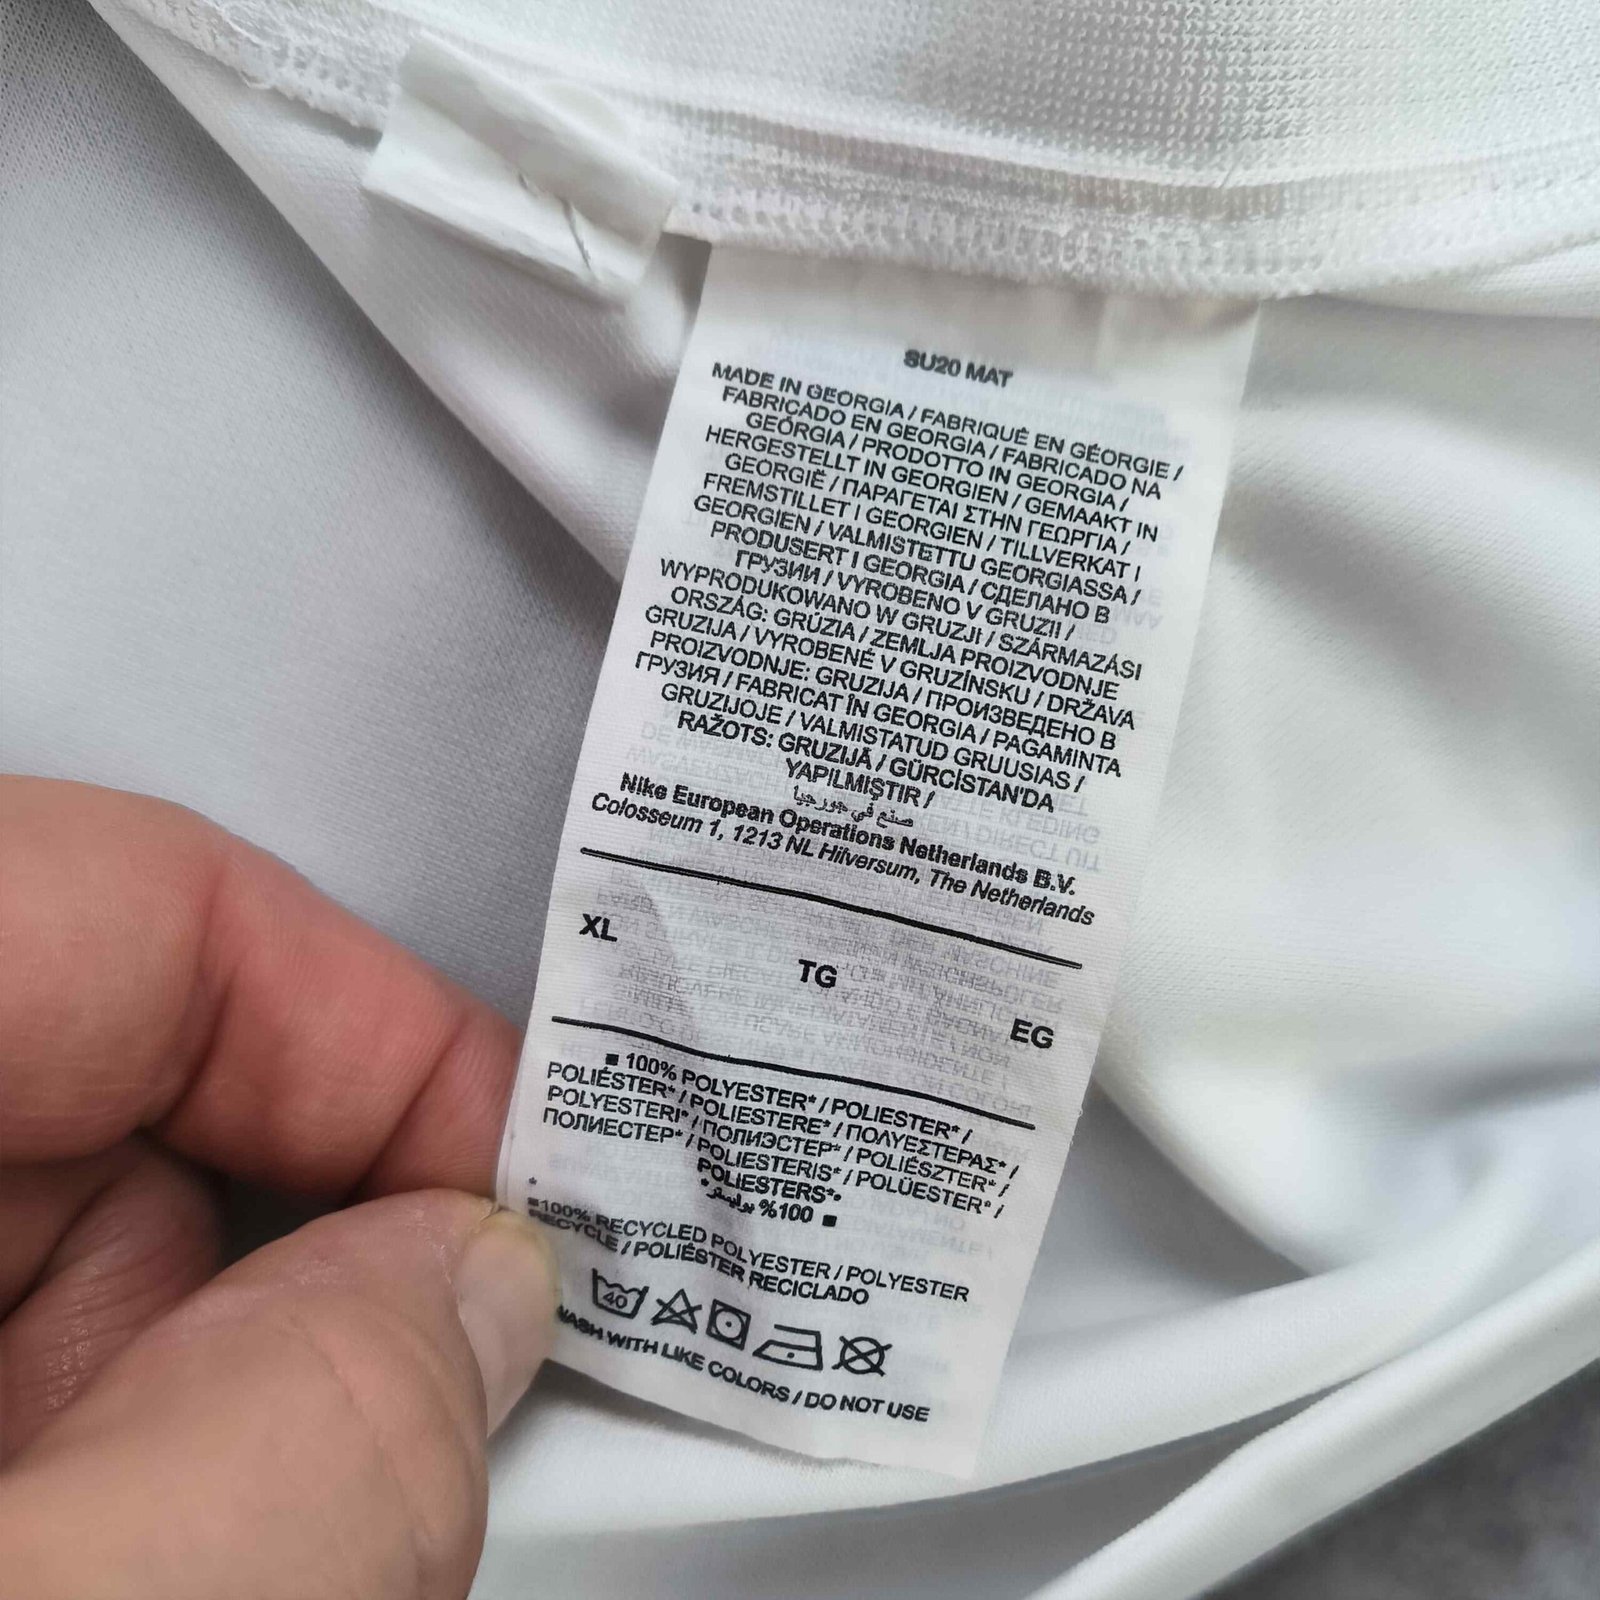 SU20 MAT
MADE IN GEORGIA / FABRIQUÉ EN GÉORGIE /
FABRICADO EN GEORGIA / FABRICADO NA
GEÓRGIA / PRODOTTO IN GEORGIA /
HERGESTELLT IN GEORGIEN / GEMAAKT IN
GEORGIË / ΠΑΡΑΓΕΤΑΙ ΣΤΗΝ ΓΕΩΡΓΙΑ /
FREMSTILLET I GEORGIEN / TILLVERKAT I
GEORGIEN / VALMISTETTU GEORGIASSA /
PRODUSERT I GEORGIA / СДЕЛАНО В
ГРУЗИИ / VYROBENO V GRUZII /
WYPRODUKOWANO W GRUZJI / SZÁRMAZÁSI
ORSZÁG: GRÚZIA / ZEMLJA PROIZVODNJE
GRUZIJA / VYROBENÉ V GRUZÍNSKU / DRŽAVA
PROIZVODNJE: GRUZIJA / ПРОИЗВЕДЕНО В
ГРУЗИЯ / FABRICAT ÎN GEORGIA / PAGAMINTA
GRUZIJOJE / VALMISTATUD GRUUSIAS /
RAŽOTS: GRUZIJĀ / GÜRCİSTAN'DA
YAPILMIŞTIR /
صنع في جورجيا
Nike European Operations Netherlands B.V.
Colosseum 1, 1213 NL Hilversum, The Netherlands
XL
TG
EG
■ 100% POLYESTER* / POLIESTER* /
POLIÉSTER* / POLIESTERE* / ΠΟΛΥΕΣΤΕΡΑΣ* /
POLYESTERI* / ПОЛИЭСТЕР* / POLIÉSZTER* /
ПОЛИЕСТЕР* / POLIESTERIS* / POLÜESTER* /
POLIESTERS*•
■ 100% بوليستر*
*
■100% RECYCLED POLYESTER / POLYESTER
RECYCLE / POLIÉSTER RECICLADO
40
WASH WITH LIKE COLORS / DO NOT USE